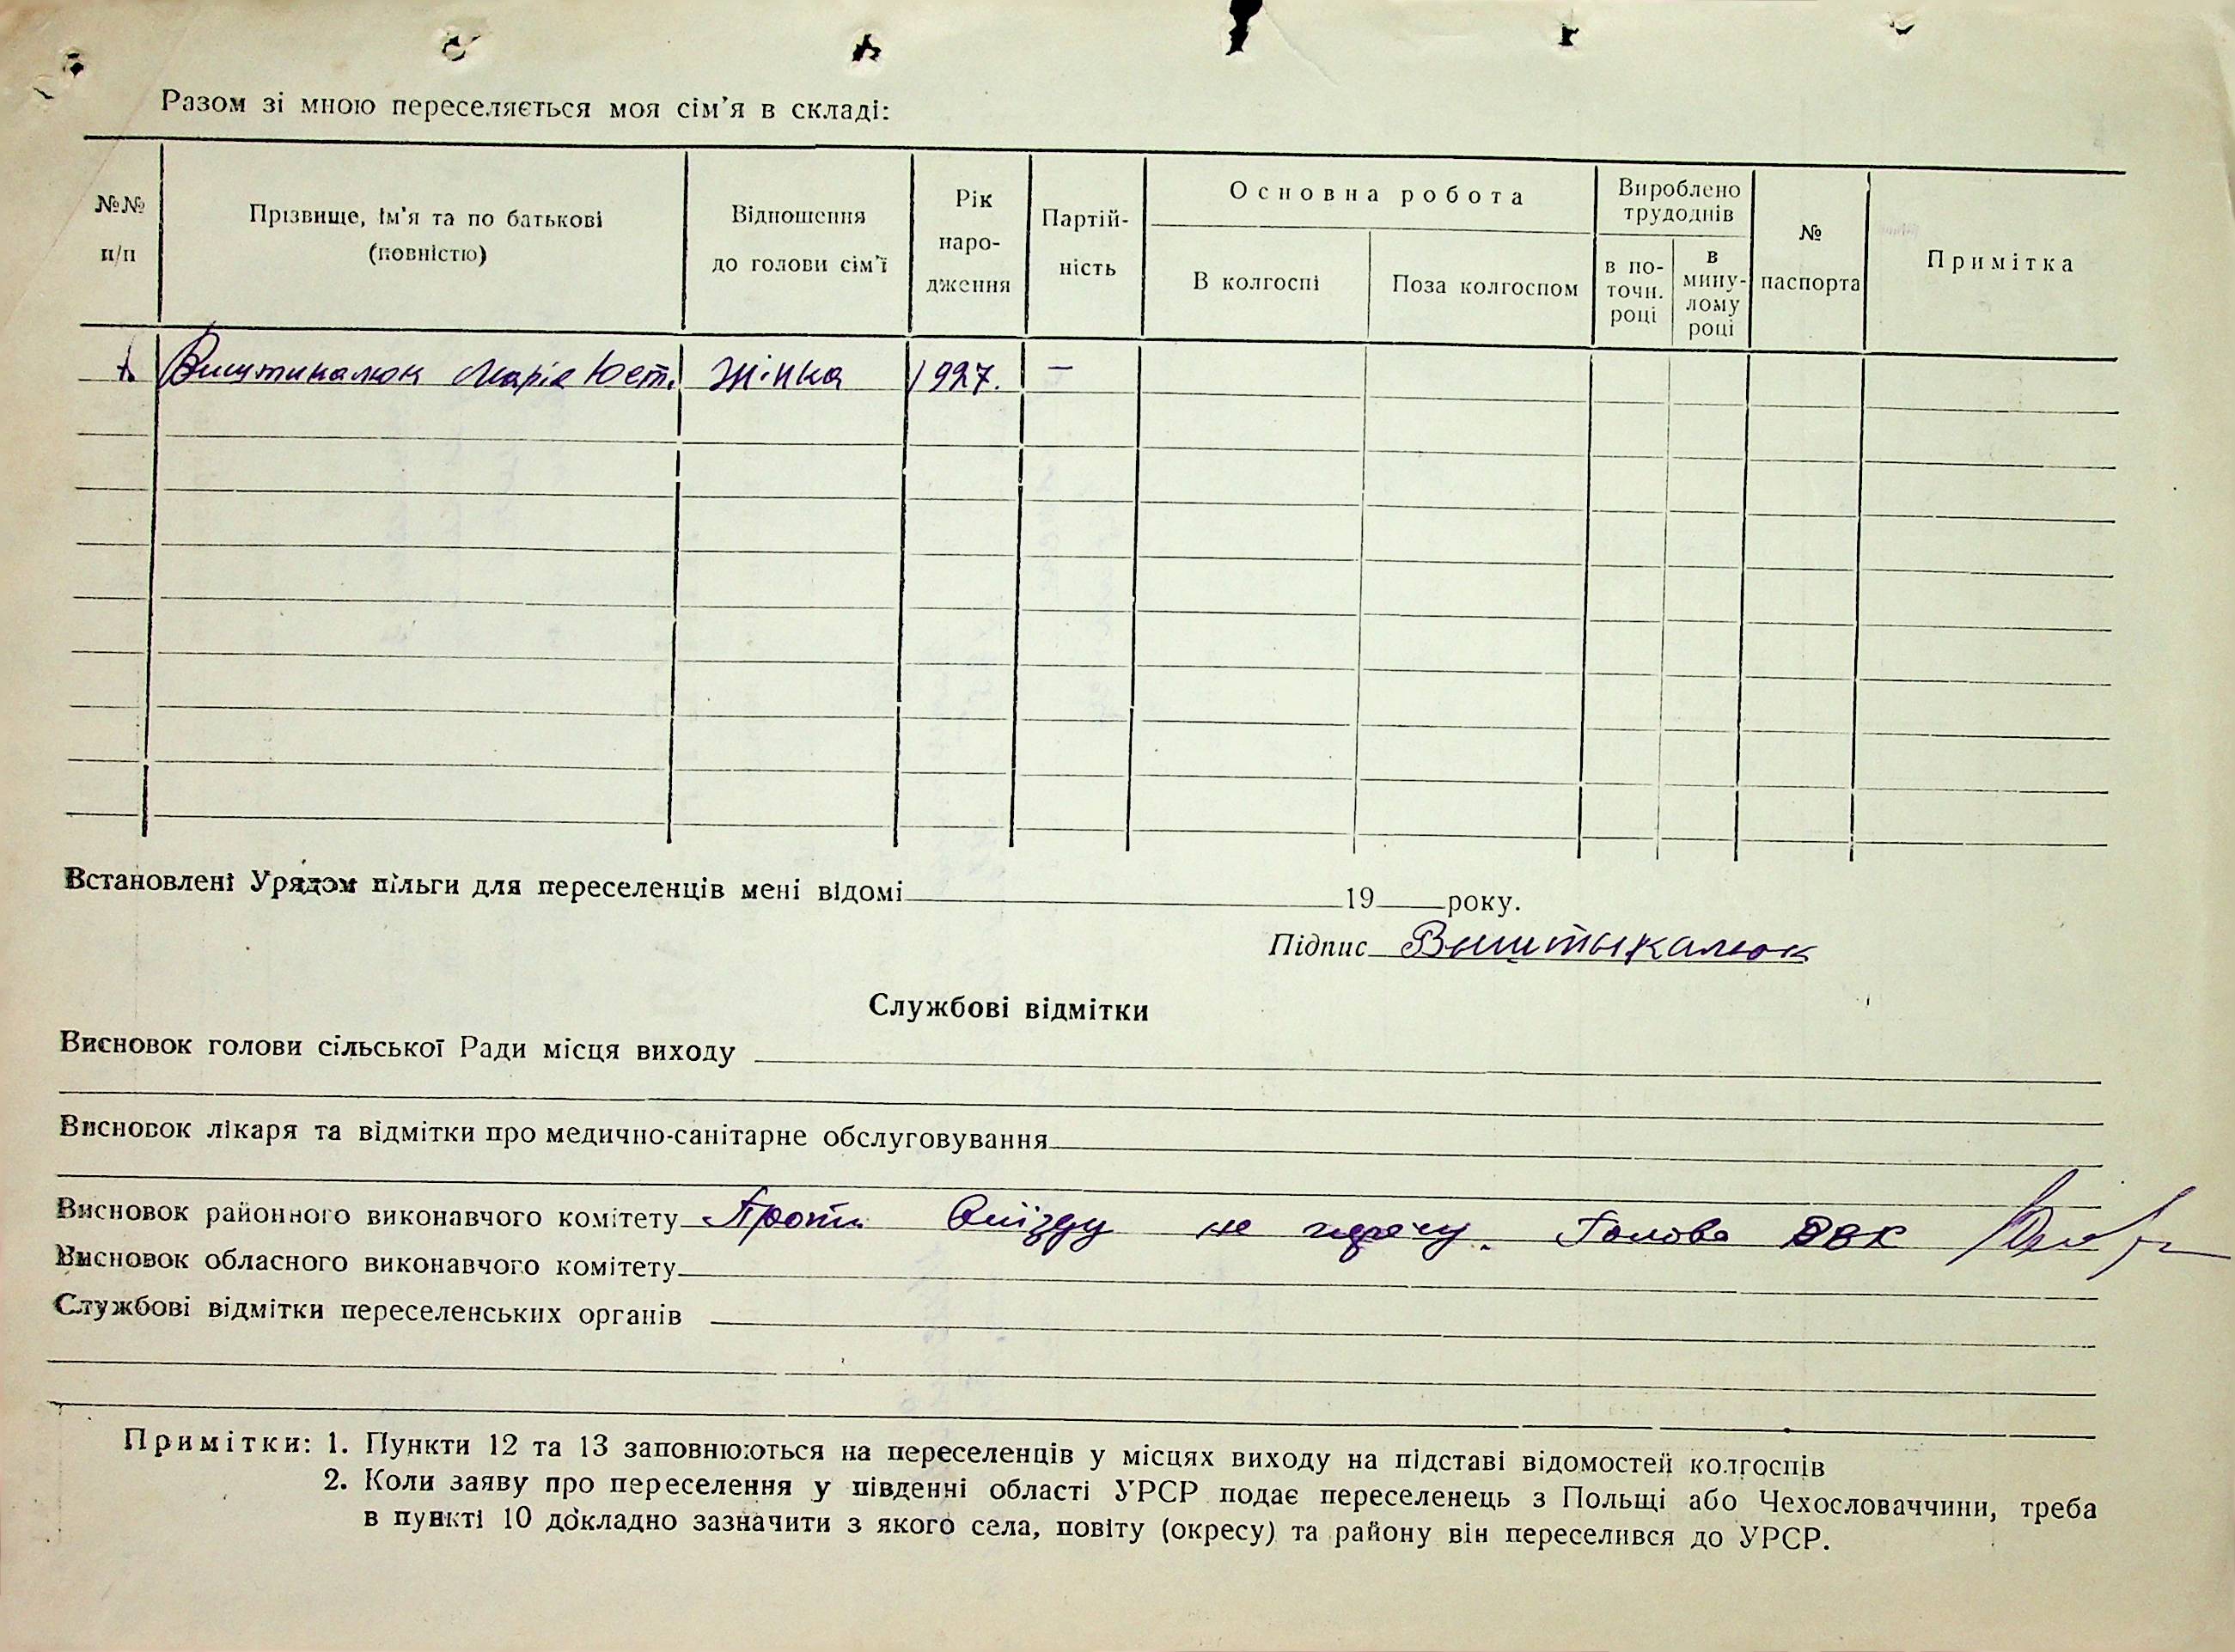 Разом зі мною переселяється моя сім'я в складі:
№№ п/п
Прізвище, ім'я та по батькові (повністю)
Відношення до голови сім'ї
Рік народження
Партійність
Основна робота
В колгоспі
Поза колгоспом
Вироблено трудоднів
в поточн. році
в минулому році
№ паспорта
Примітка
Виштикалюк Марія Юст. жінка 1927. —
Встановлені Урядом пільги для переселенців мені відомі 19 року.
Підпис Виштыкалюк
Службові відмітки
Висновок голови сільської Ради місця виходу
Висновок лікаря та відмітки про медично-санітарне обслуговування
Висновок районного виконавчого комітету Проти виїзду не перечу. Голова РВК
Висновок обласного виконавчого комітету
Службові відмітки переселенських органів
Примітки: 1. Пункти 12 та 13 заповнюються на переселенців у місцях виходу на підставі відомостей колгоспів
2. Коли заяву про переселення у південні області УРСР подає переселенець з Польщі або Чехословаччини, треба
в пункті 10 докладно зазначити з якого села, повіту (окресу) та району він переселився до УРСР.